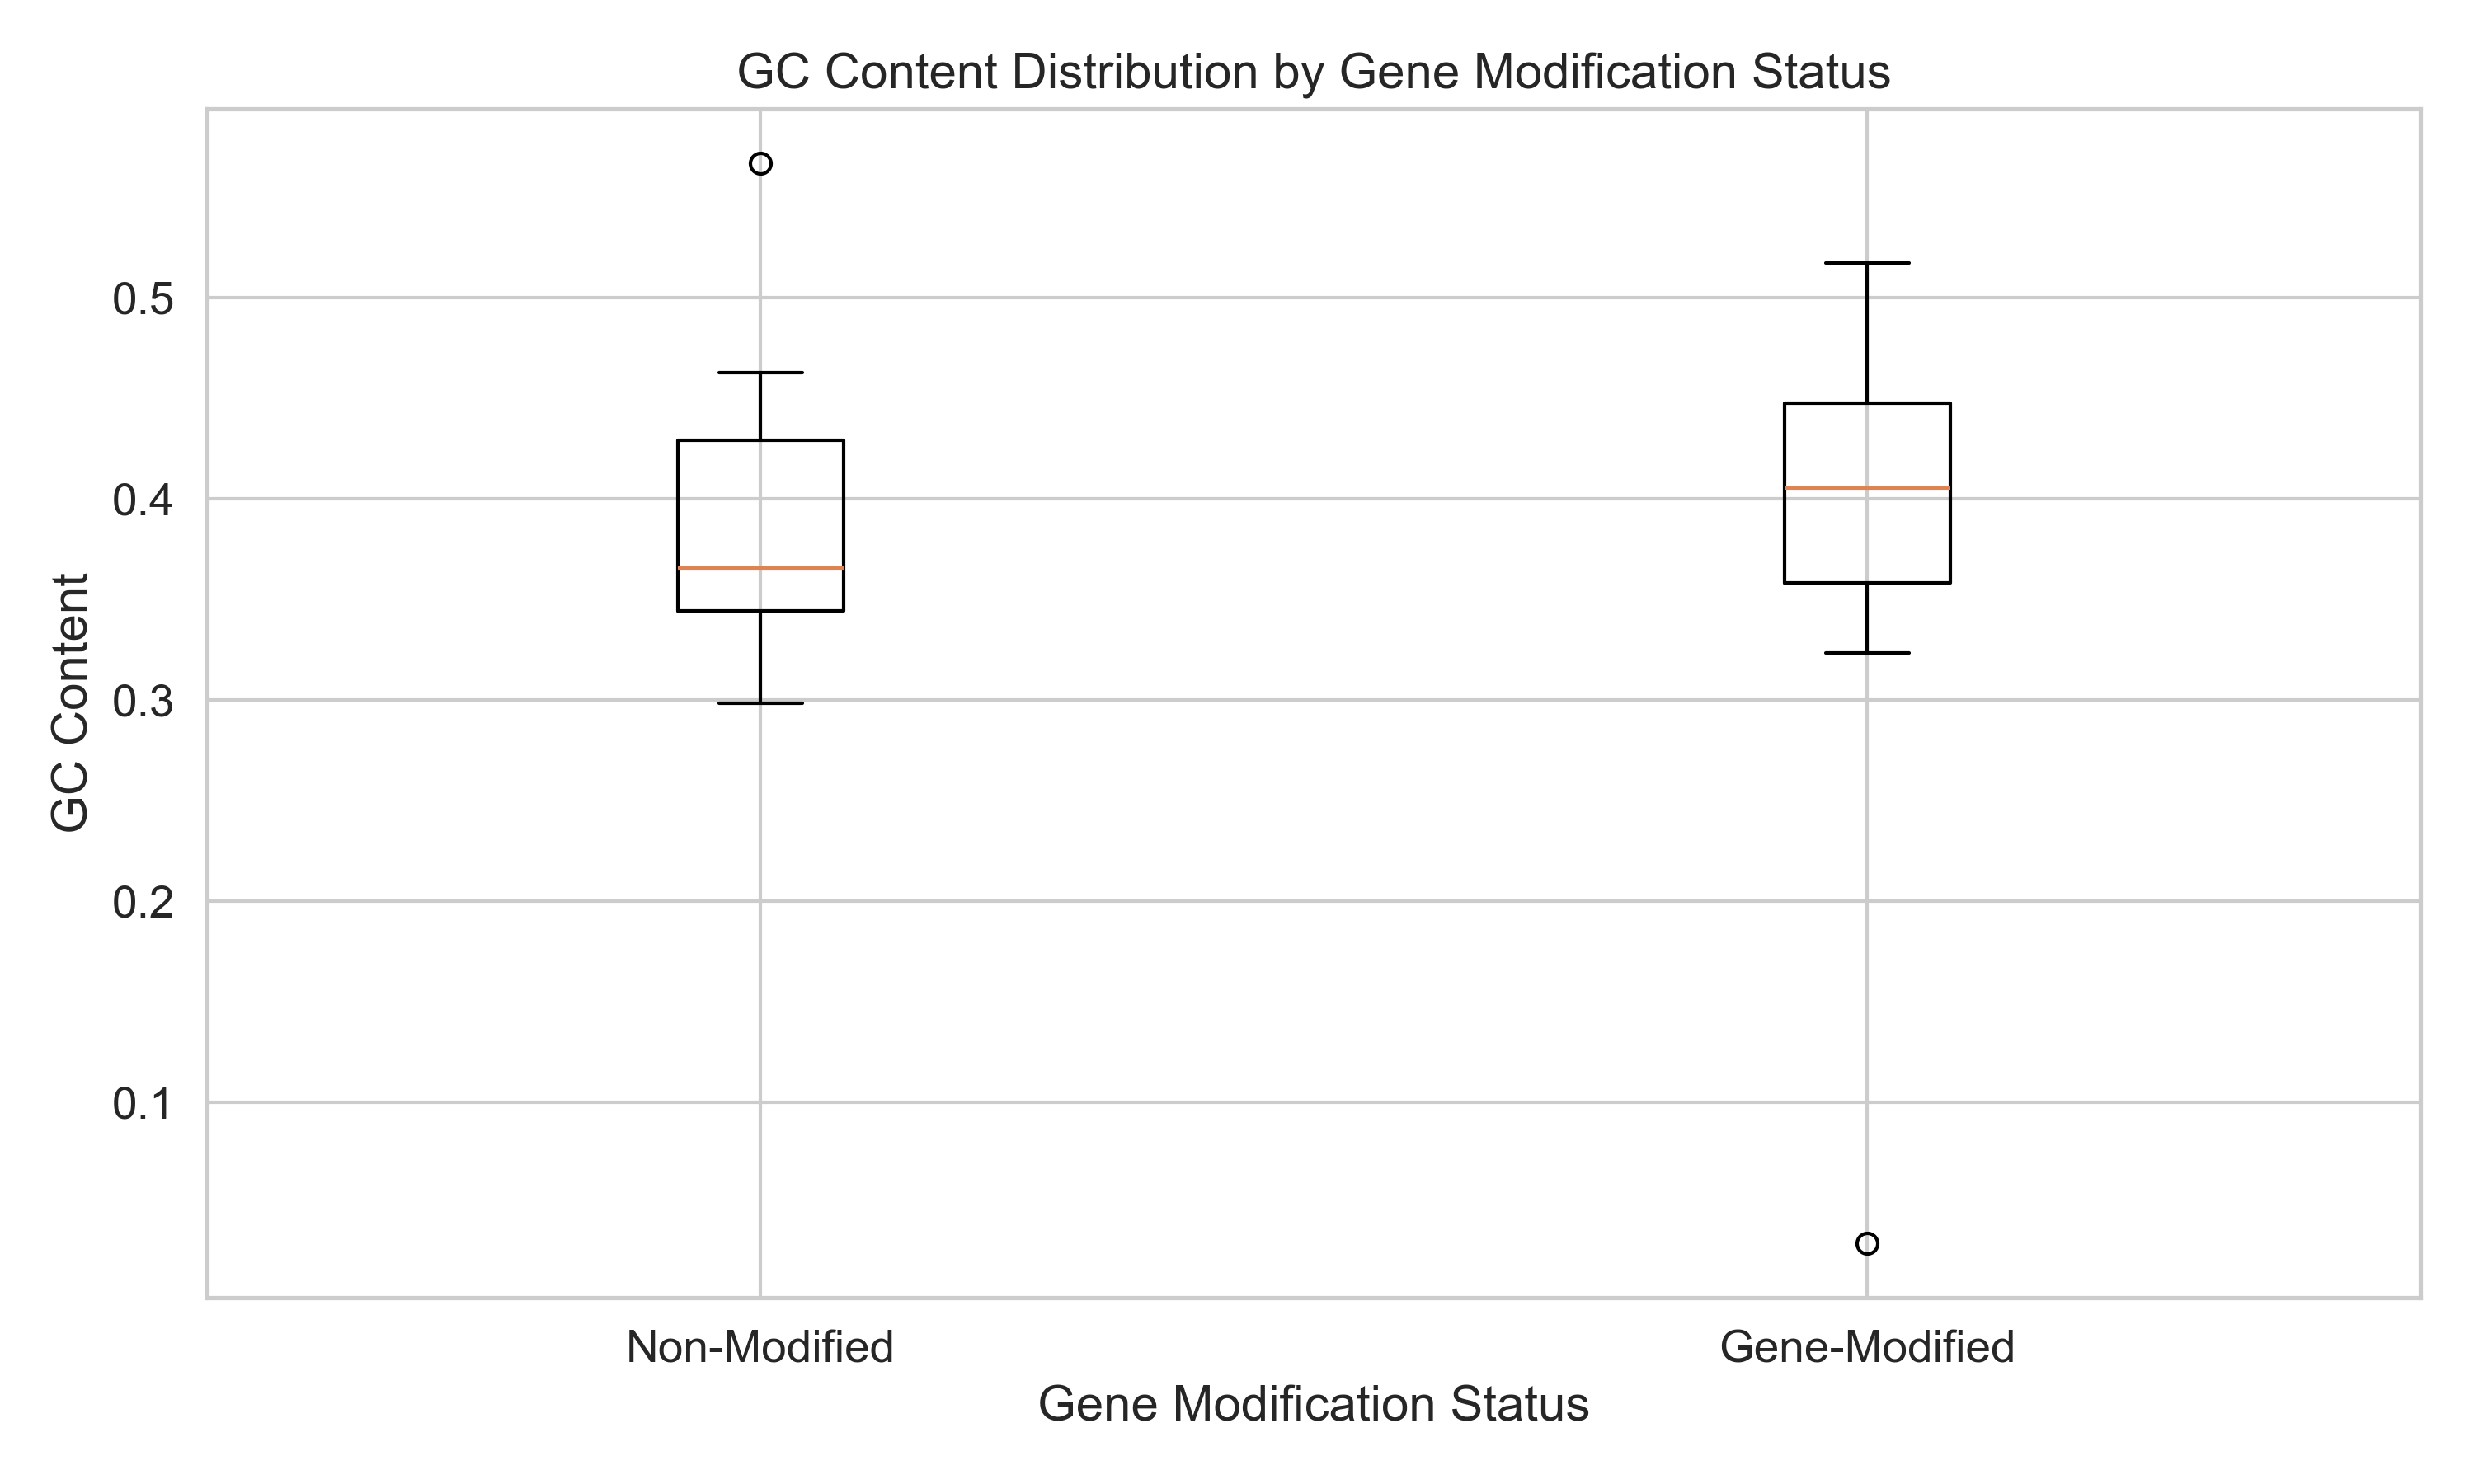 GC Content Distribution by Gene Modification Status
GC Content
0.5
0.4
0.3
0.2
0.1
Non-Modified
Gene-Modified
Gene Modification Status